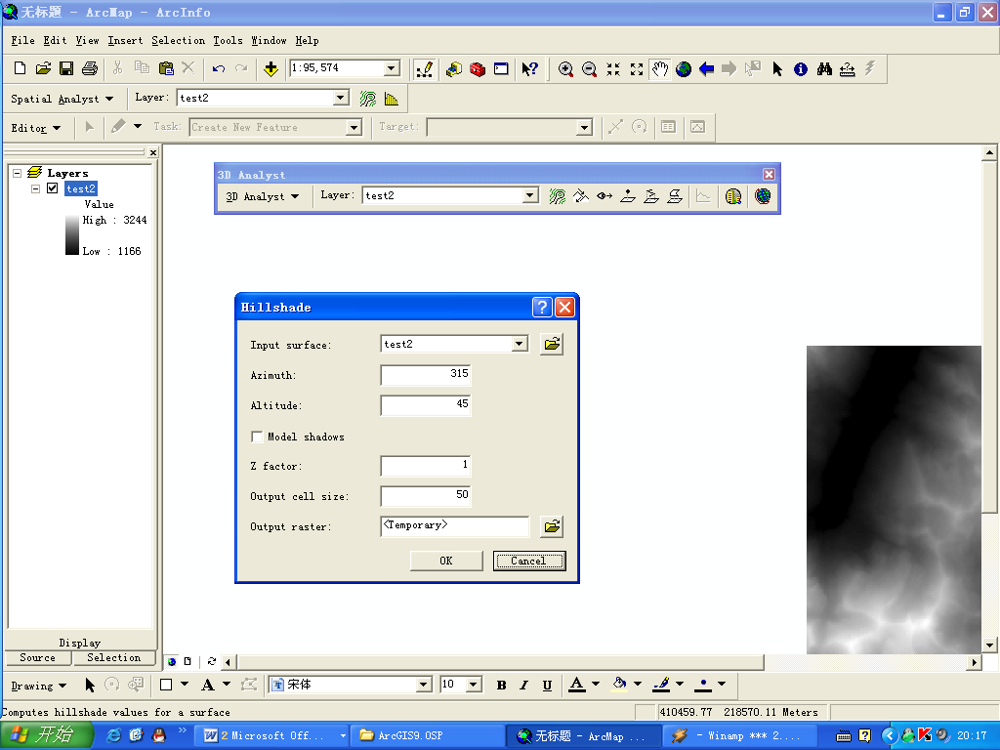 无标题 - ArcMap - ArcInfo
File Edit View Insert Selection Tools Window Help
1:95,574
Spatial Analyst Layer: test2
Editor Task: Create New Feature Target:
Layers
test2
Value
High : 3244
Low : 1166
3D Analyst
3D Analyst Layer: test2
Hillshade
Input surface: test2
Azimuth: 315
Altitude: 45
Model shadows
Z factor: 1
Output cell size: 50
Output raster: <Temporary>
OK Cancel
Display
Source Selection
Drawing A 宋体 10 B I U A
Computes hillshade values for a surface
410459.77 218570.11 Meters
开始 2 Microsoft Off... ArcGIS9.OSP 无标题 - ArcMap ... - Winamp *** 2... 20:17